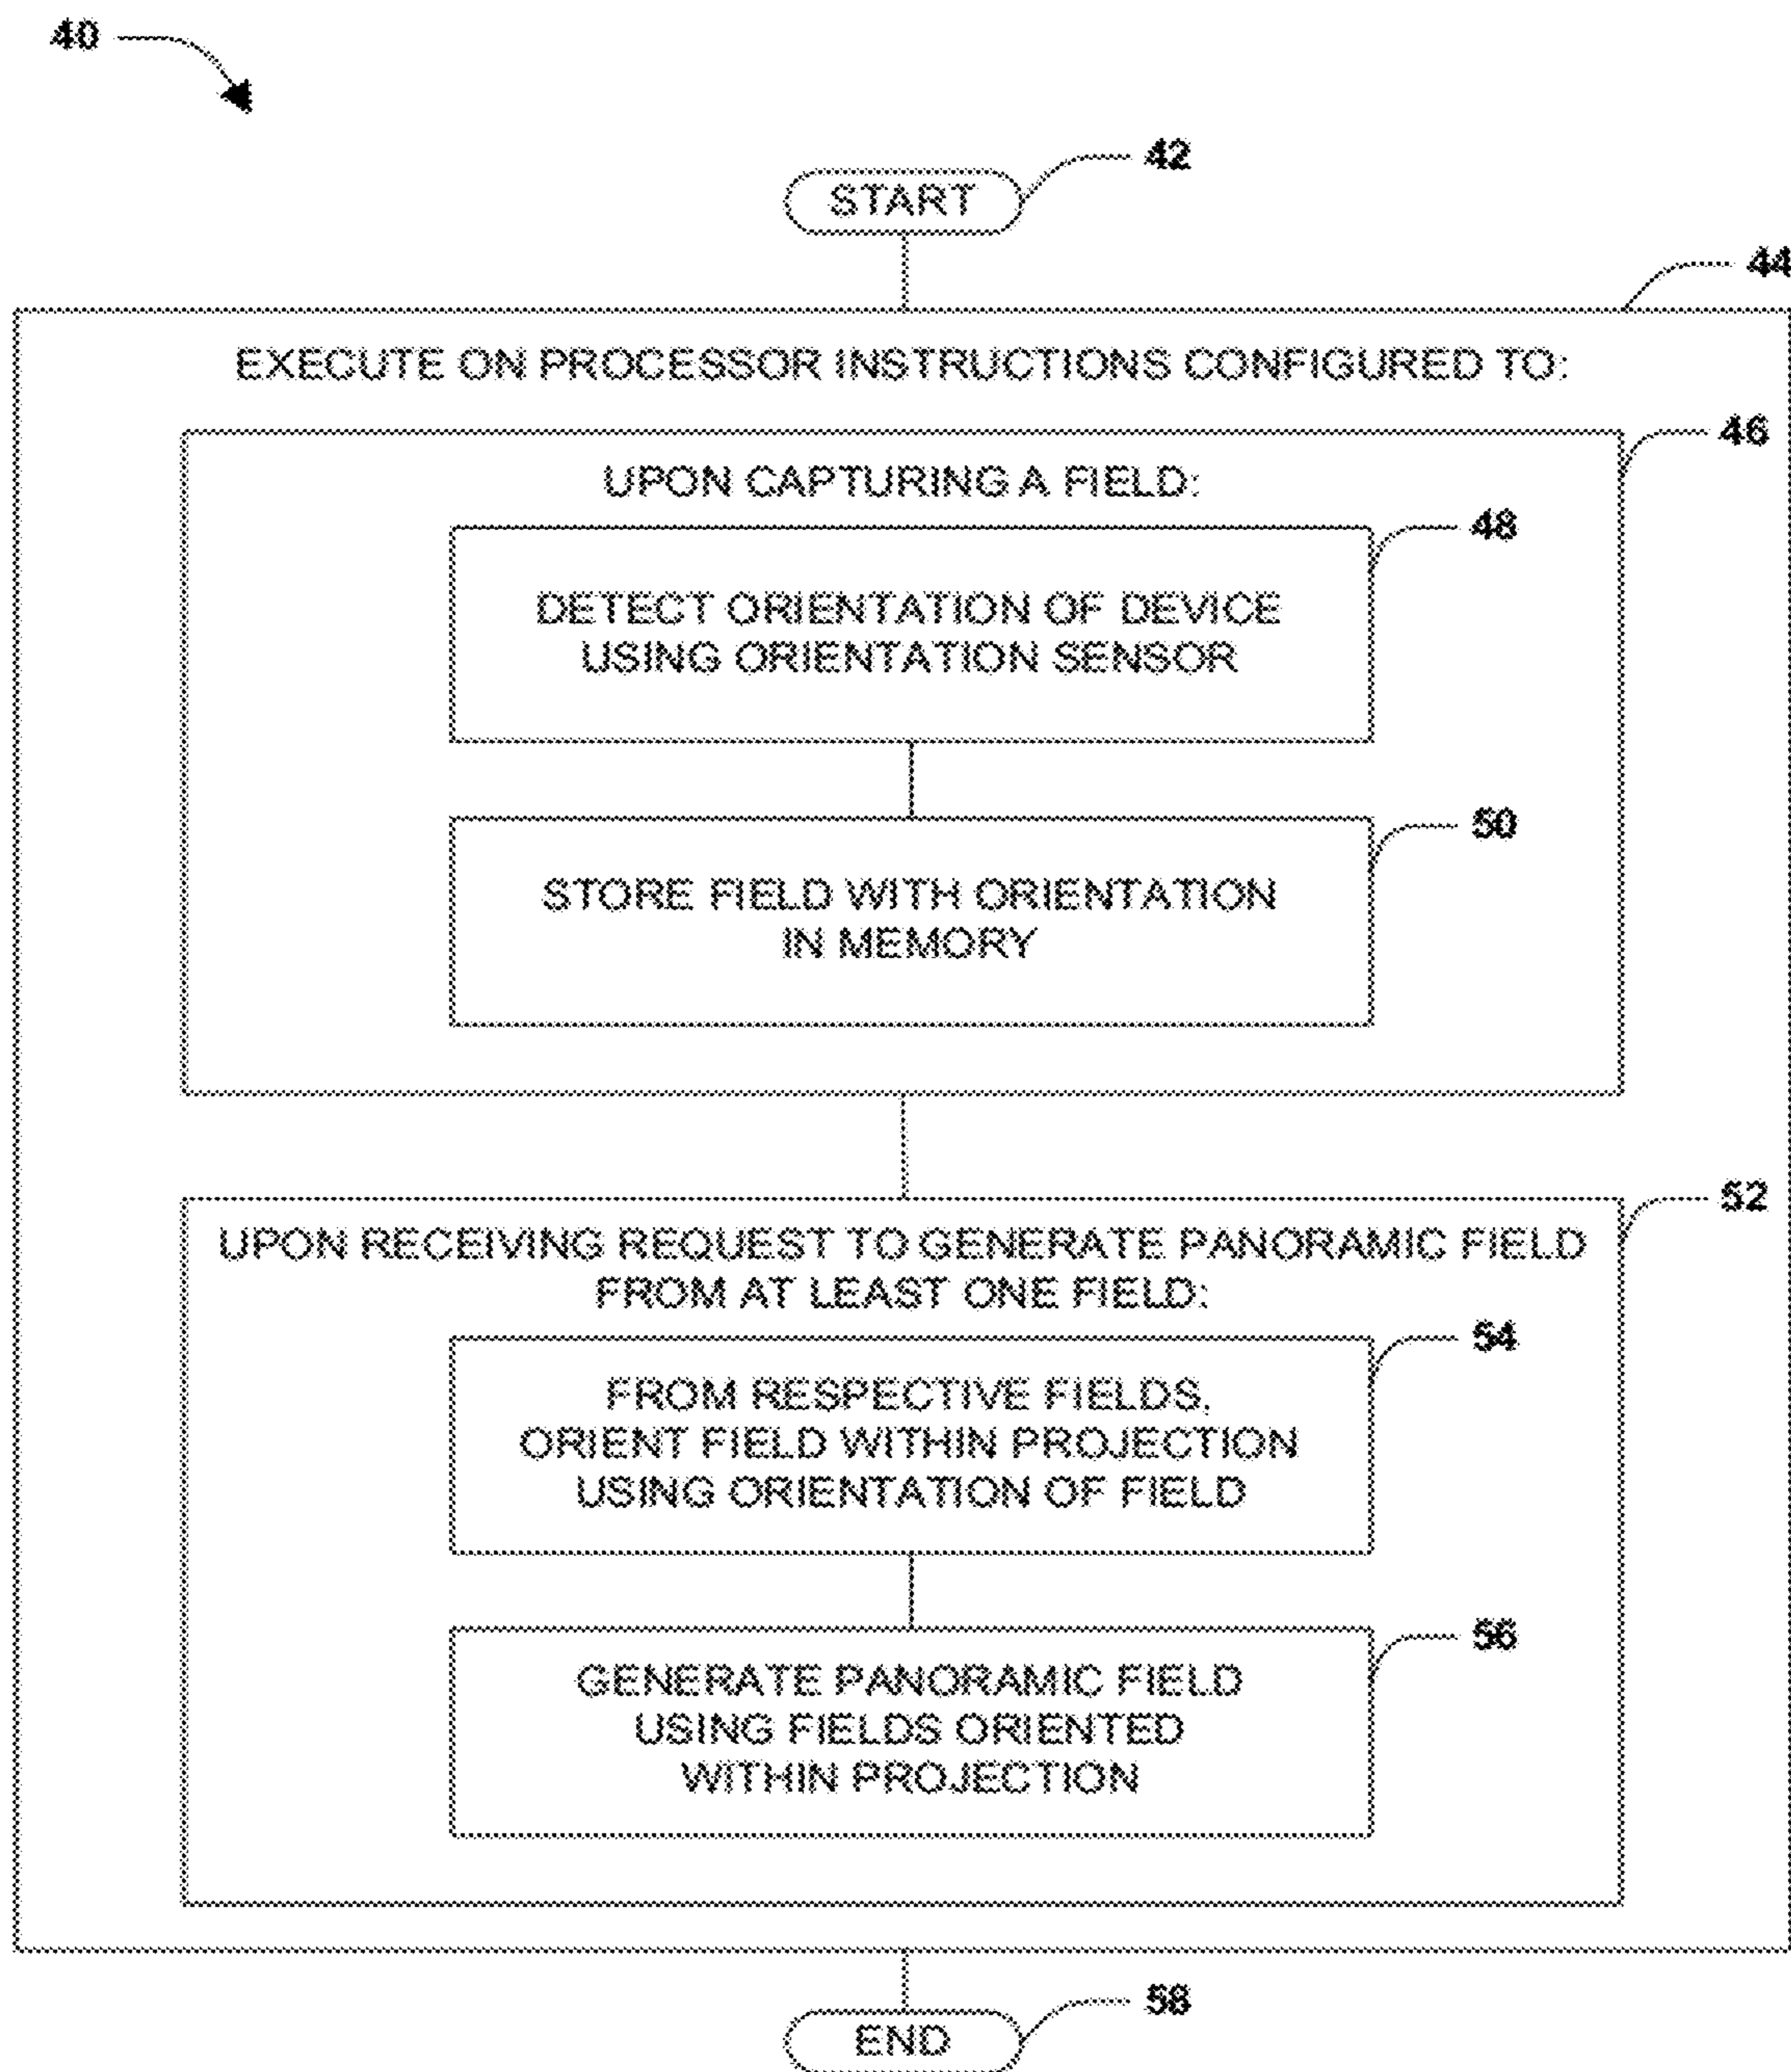 40
42
START
44
EXECUTE ON PROCESSOR INSTRUCTIONS CONFIGURED TO:
46
UPON CAPTURING A FIELD:
48
DETECT ORIENTATION OF DEVICE
USING ORIENTATION SENSOR
50
STORE FIELD WITH ORIENTATION
IN MEMORY
52
UPON RECEIVING REQUEST TO GENERATE PANORAMIC FIELD
FROM AT LEAST ONE FIELD:
54
FROM RESPECTIVE FIELDS,
ORIENT FIELD WITHIN PROJECTION
USING ORIENTATION OF FIELD
56
GENERATE PANORAMIC FIELD
USING FIELDS ORIENTED
WITHIN PROJECTION
58
END